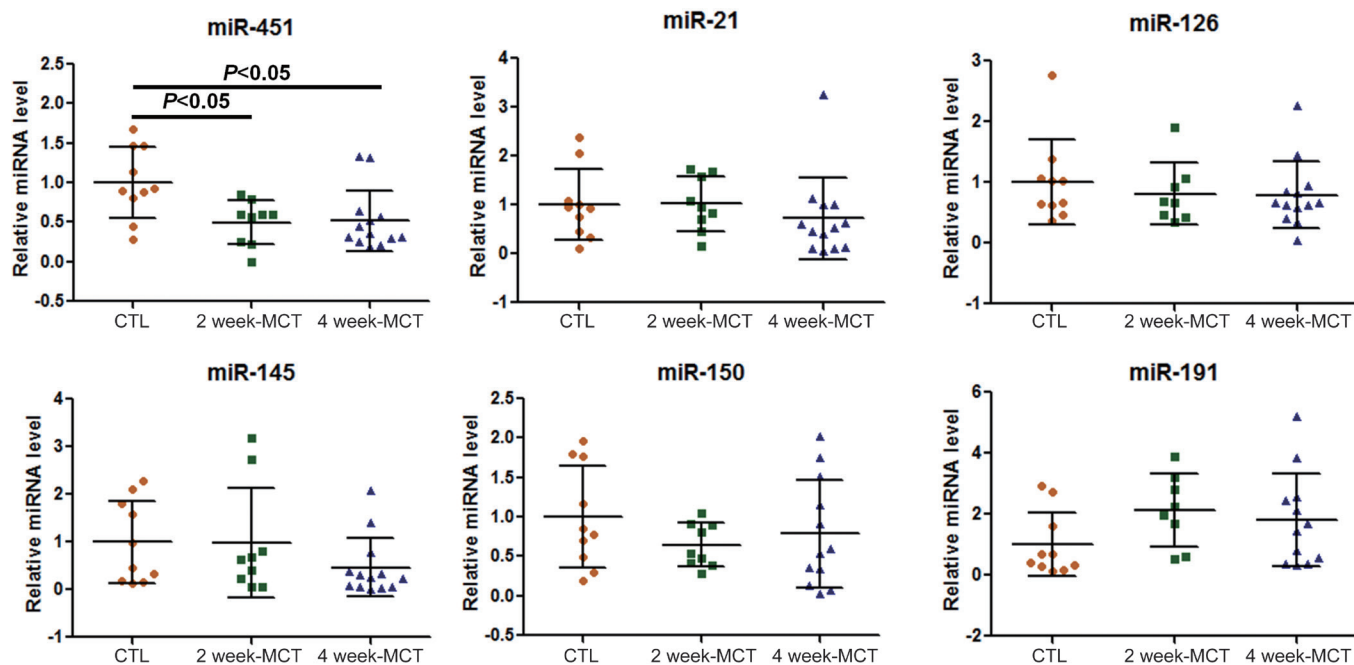 miR-451
Relative miRNA level
2.5
2.0
1.5
1.0
0.5
0.0
-0.5
P<0.05
P<0.05
CTL 2 week-MCT 4 week-MCT
miR-21
Relative miRNA level
4
3
2
1
0
-1
CTL 2 week-MCT 4 week-MCT
miR-126
Relative miRNA level
3
2
1
0
-1
CTL 2 week-MCT 4 week-MCT
miR-145
Relative miRNA level
4
3
2
1
0
-1
CTL 2 week-MCT 4 week-MCT
miR-150
Relative miRNA level
2.5
2.0
1.5
1.0
0.5
0.0
-0.5
CTL 2 week-MCT 4 week-MCT
miR-191
Relative miRNA level
6
4
2
0
-2
CTL 2 week-MCT 4 week-MCT